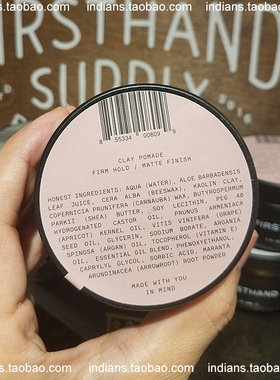 indians.taobao.com
indians.taobao.com
FIRSTHAND
SUPPLY
8 55334 00809 9
CLAY POMADE
FIRM HOLD / MATTE FINISH
HONEST INGREDIENTS: AQUA (WATER), ALOE BARBADENSIS
LEAF JUICE, CERA ALBA (BEESWAX), KAOLIN CLAY,
COPERNICIA PRUNIFERA (CARNAUBA) WAX, BUTYROSPERMUM
PARKII (SHEA) BUTTER, SOY LECITHIN, PEG 40
HYDROGENATED CASTOR OIL, PRUNUS ARMENIACA
(APRICOT) KERNEL OIL, VITIS VINIFERA (GRAPE)
SEED OIL, GLYCERIN, SODIUM BORATE, ARGANIA
SPINOSA (ARGAN) OIL, TOCOPHEROL (VITAMIN E)
OIL, ESSENTIAL OIL BLEND, PHENOXYETHANOL,
CAPRYLYL GLYCOL, SORBIC ACID, MARANTA
ARUNDINACEA (ARROWROOT) ROOT POWDER
MADE WITH YOU
IN MIND
FIRS
RSTHAND
indians.taobao.com
indians.taobao.com